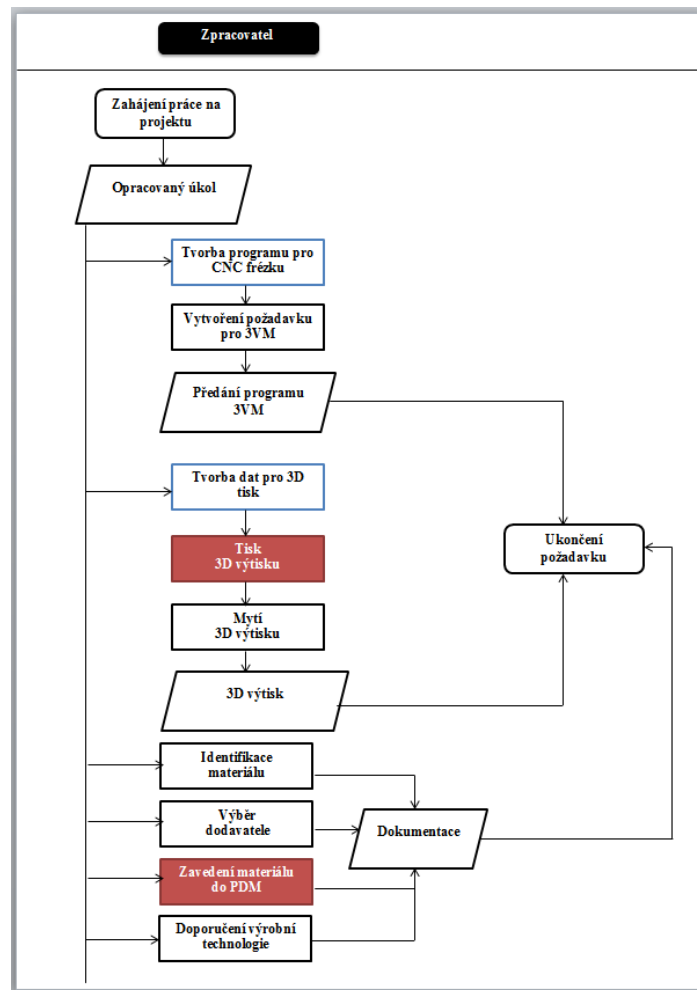 Zpracovatel
Zahájení práce na
projektu
Opracovaný úkol
Tvorba programu pro
CNC frézku
Vytvoření požadavku
pro 3VM
Předání programu
3VM
Tvorba dat pro 3D
tisk
Tisk
3D výtisku
Ukončení
požadavku
Mytí
3D výtisku
3D výtisk
Identifikace
materiálu
Výběr
dodavatele
Dokumentace
Zavedení materiálu
do PDM
Doporučení výrobní
technologie